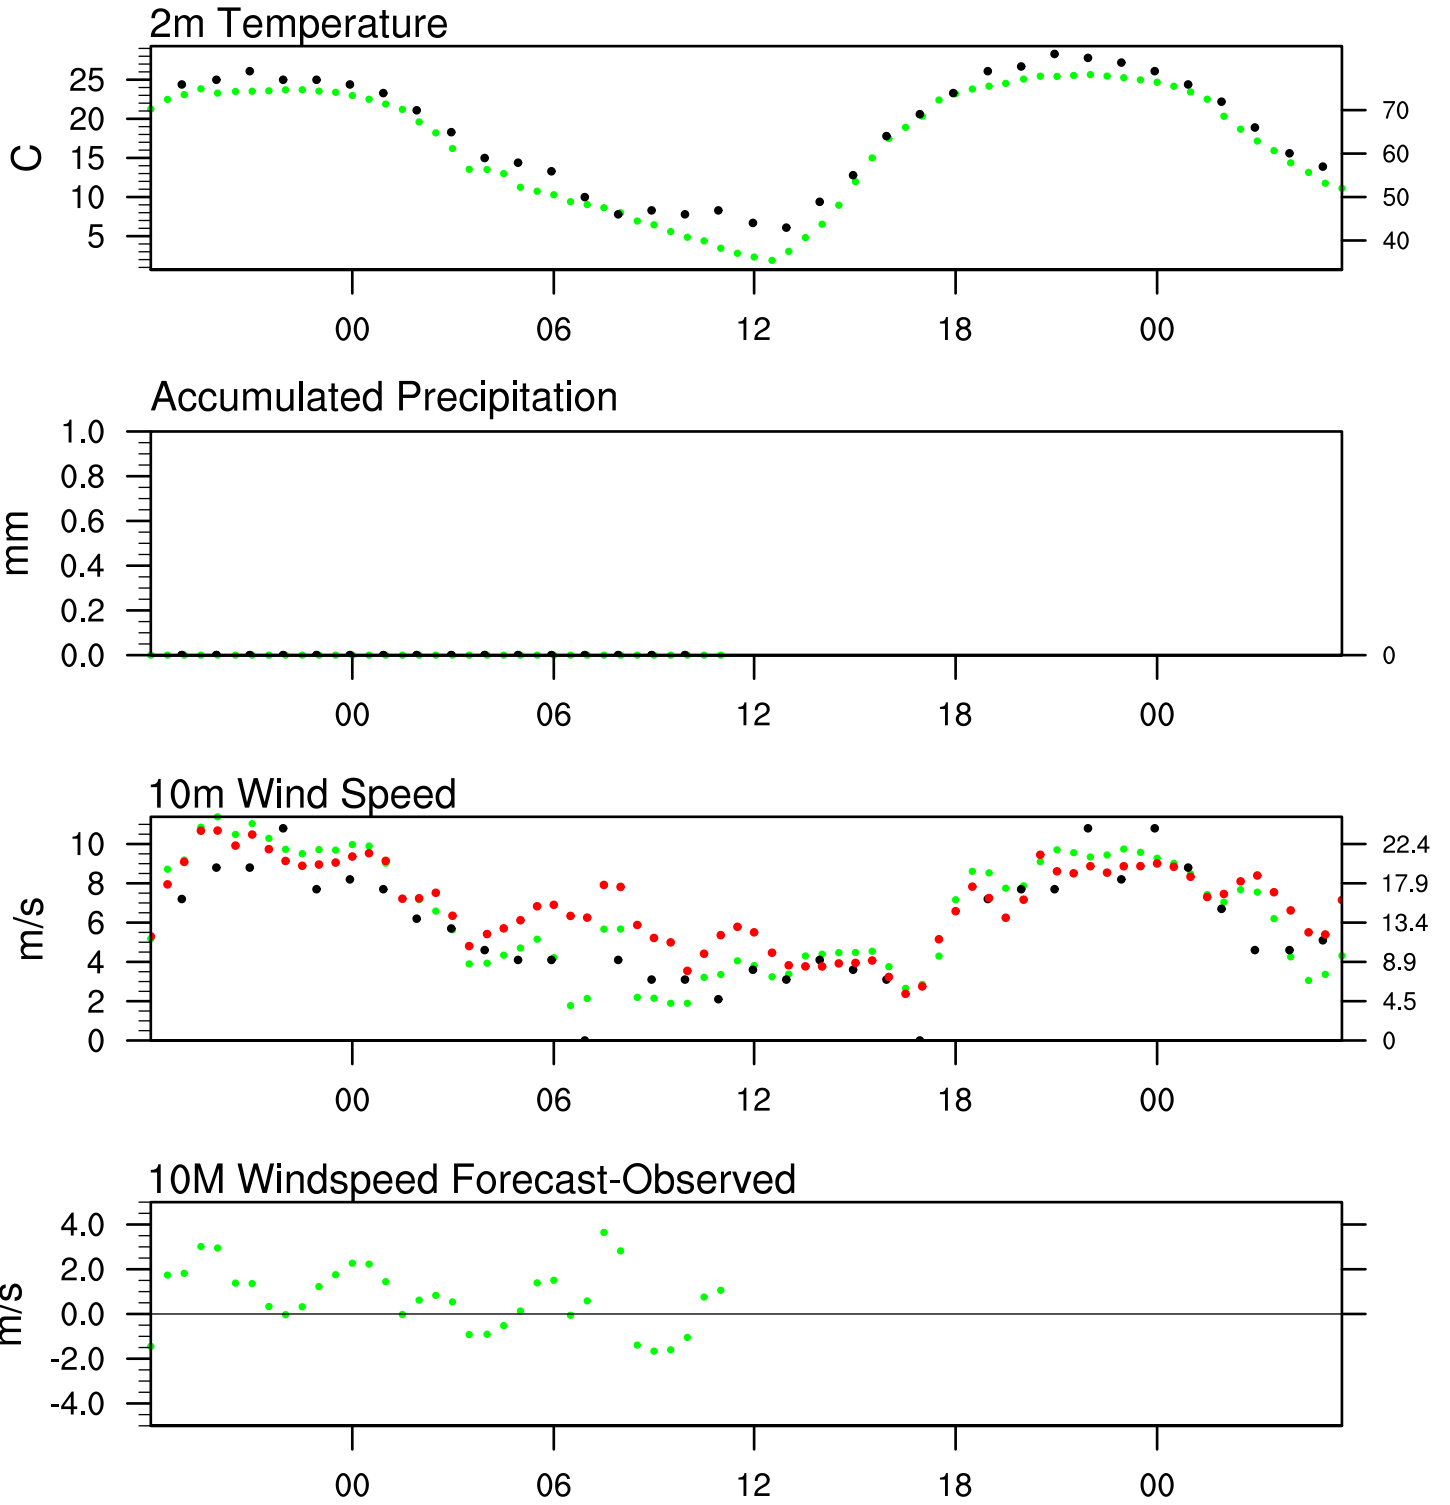 2m Temperature
25
20
15
10
5
C
70
60
50
40
00 06 12 18 00
Accumulated Precipitation
1.0
0.8
0.6
0.4
0.2
0.0
mm
0
00 06 12 18 00
10m Wind Speed
10
8
6
4
2
0
m/s
22.4
17.9
13.4
8.9
4.5
0
00 06 12 18 00
10M Windspeed Forecast-Observed
4.0
2.0
0.0
-2.0
-4.0
m/s
00 06 12 18 00